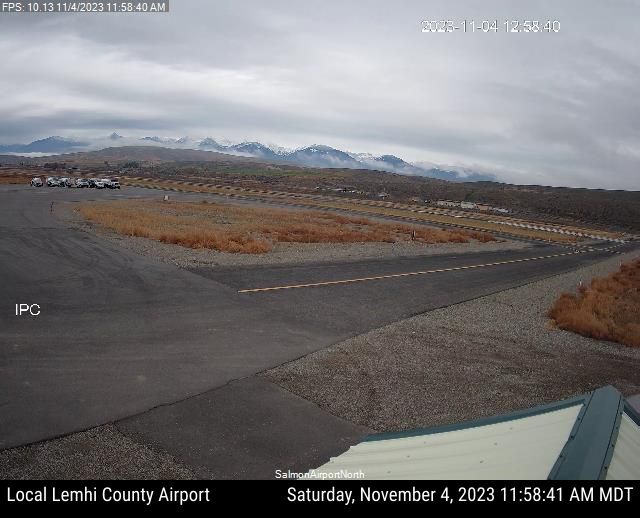 FPS: 10.13 11/4/2023 11:58:40 AM
2023-11-04 12:58:40
IPC
SalmonAirportNorth
Local Lemhi County Airport
Saturday, November 4, 2023 11:58:41 AM MDT